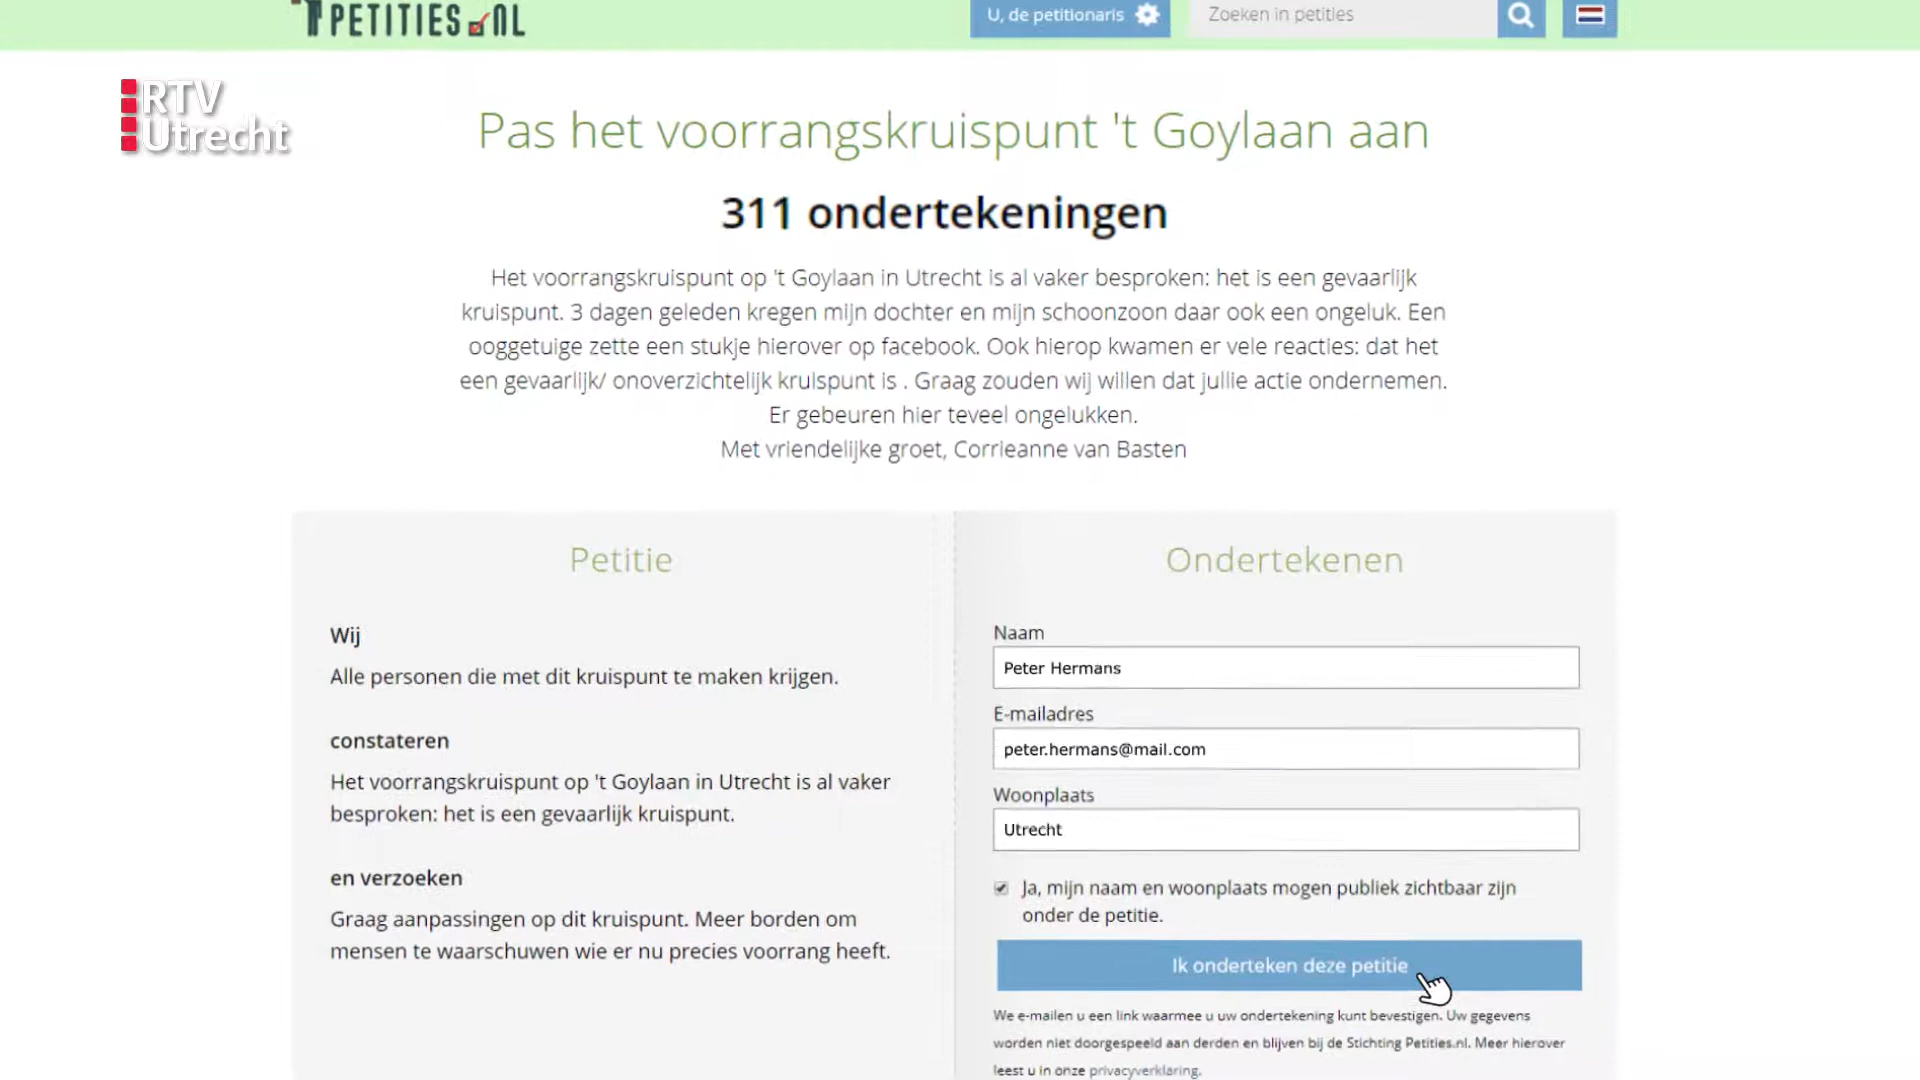 PETITIES.NL
U, de petitionaris
Zoeken in petities
RTV
Utrecht
Pas het voorrangskruispunt 't Goylaan aan
311 ondertekeningen
Het voorrangskruispunt op 't Goylaan in Utrecht is al vaker besproken: het is een gevaarlijk
kruispunt. 3 dagen geleden kregen mijn dochter en mijn schoonzoon daar ook een ongeluk. Een
ooggetuige zette een stukje hierover op facebook. Ook hierop kwamen er vele reacties: dat het
een gevaarlijk/ onoverzichtelijk kruispunt is . Graag zouden wij willen dat jullie actie ondernemen.
Er gebeuren hier teveel ongelukken.
Met vriendelijke groet, Corrieanne van Basten
Petitie
Wij
Alle personen die met dit kruispunt te maken krijgen.
constateren
Het voorrangskruispunt op 't Goylaan in Utrecht is al vaker
besproken: het is een gevaarlijk kruispunt.
en verzoeken
Graag aanpassingen op dit kruispunt. Meer borden om
mensen te waarschuwen wie er nu precies voorrang heeft.
Ondertekenen
Naam
Peter Hermans
E-mailadres
peter.hermans@mail.com
Woonplaats
Utrecht
Ja, mijn naam en woonplaats mogen publiek zichtbaar zijn
onder de petitie.
Ik onderteken deze petitie
We e-mailen u een link waarmee u uw ondertekening kunt bevestigen. Uw gegevens
worden niet doorgespeeld aan derden en blijven bij de Stichting Petities.nl. Meer hierover
leest u in onze privacyverklaring.